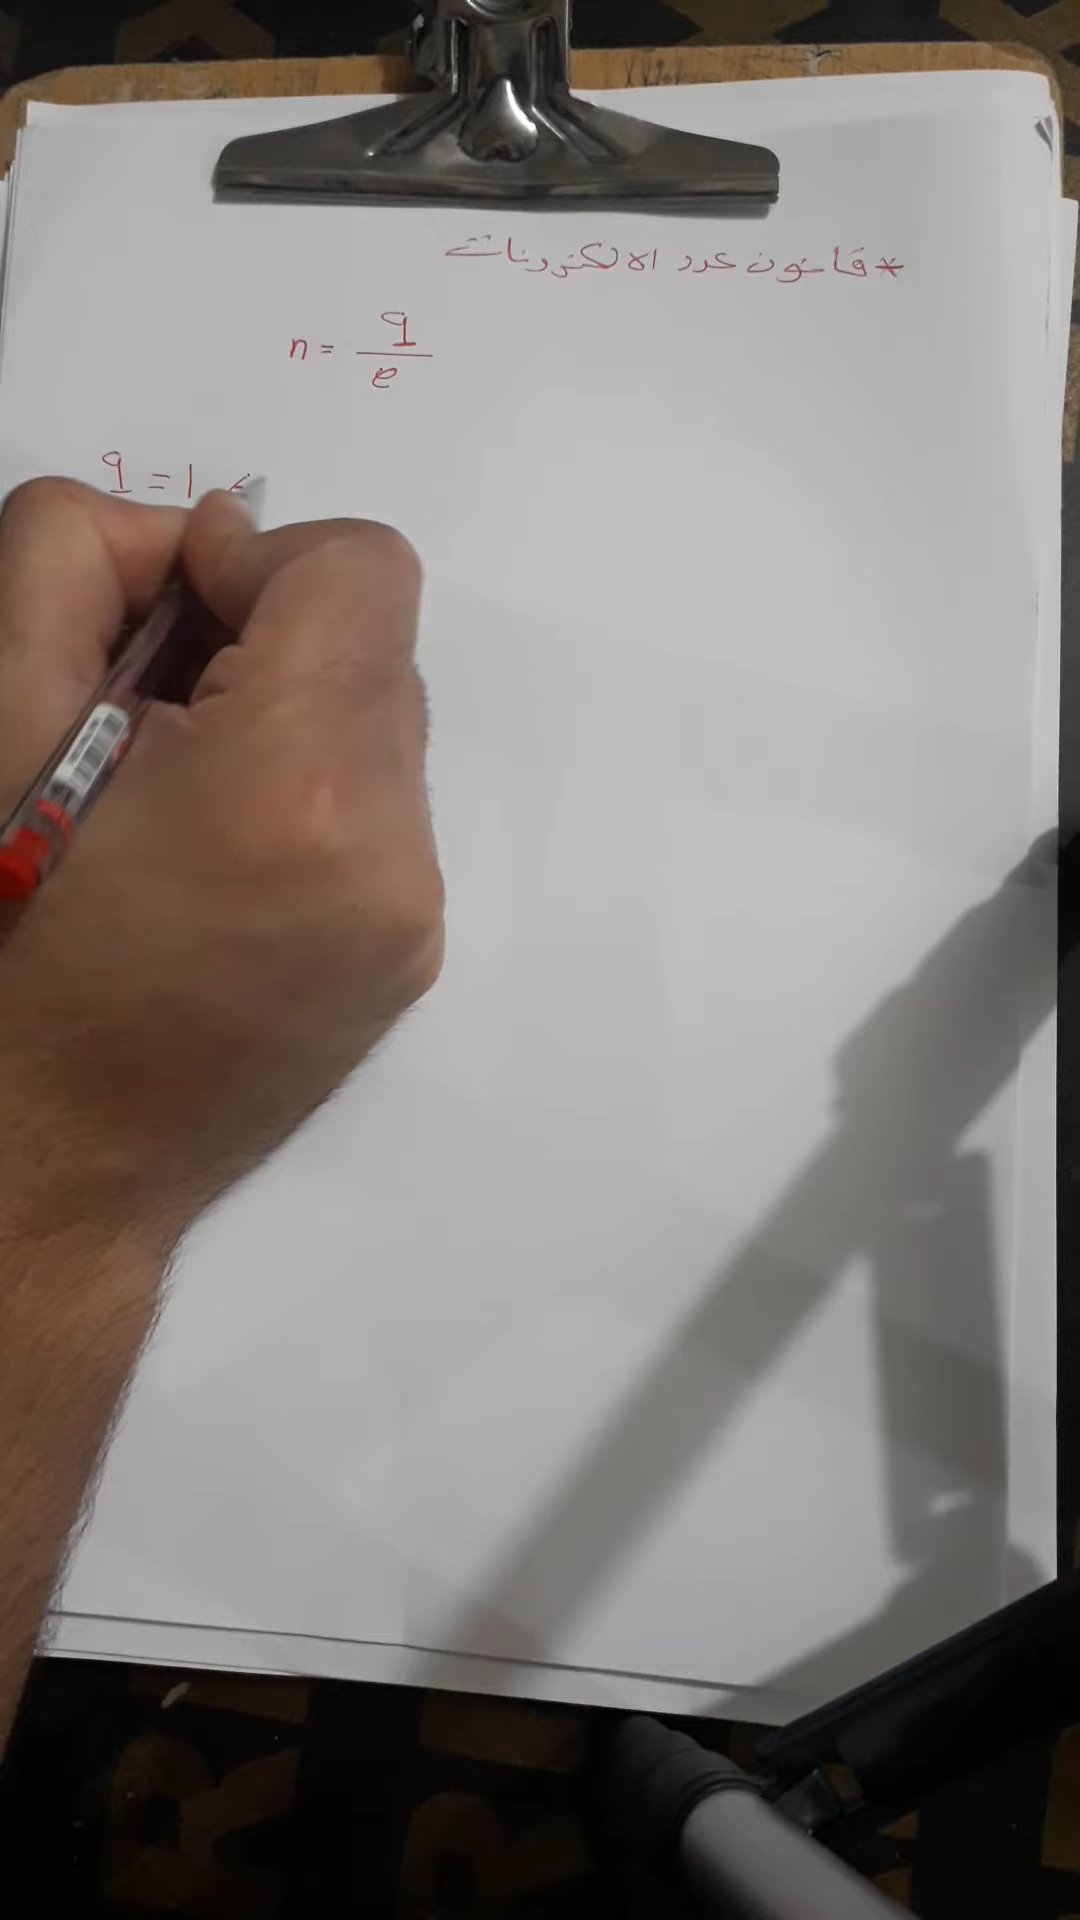 * قانون عدد الالكترونات
n = q / e
q = 1